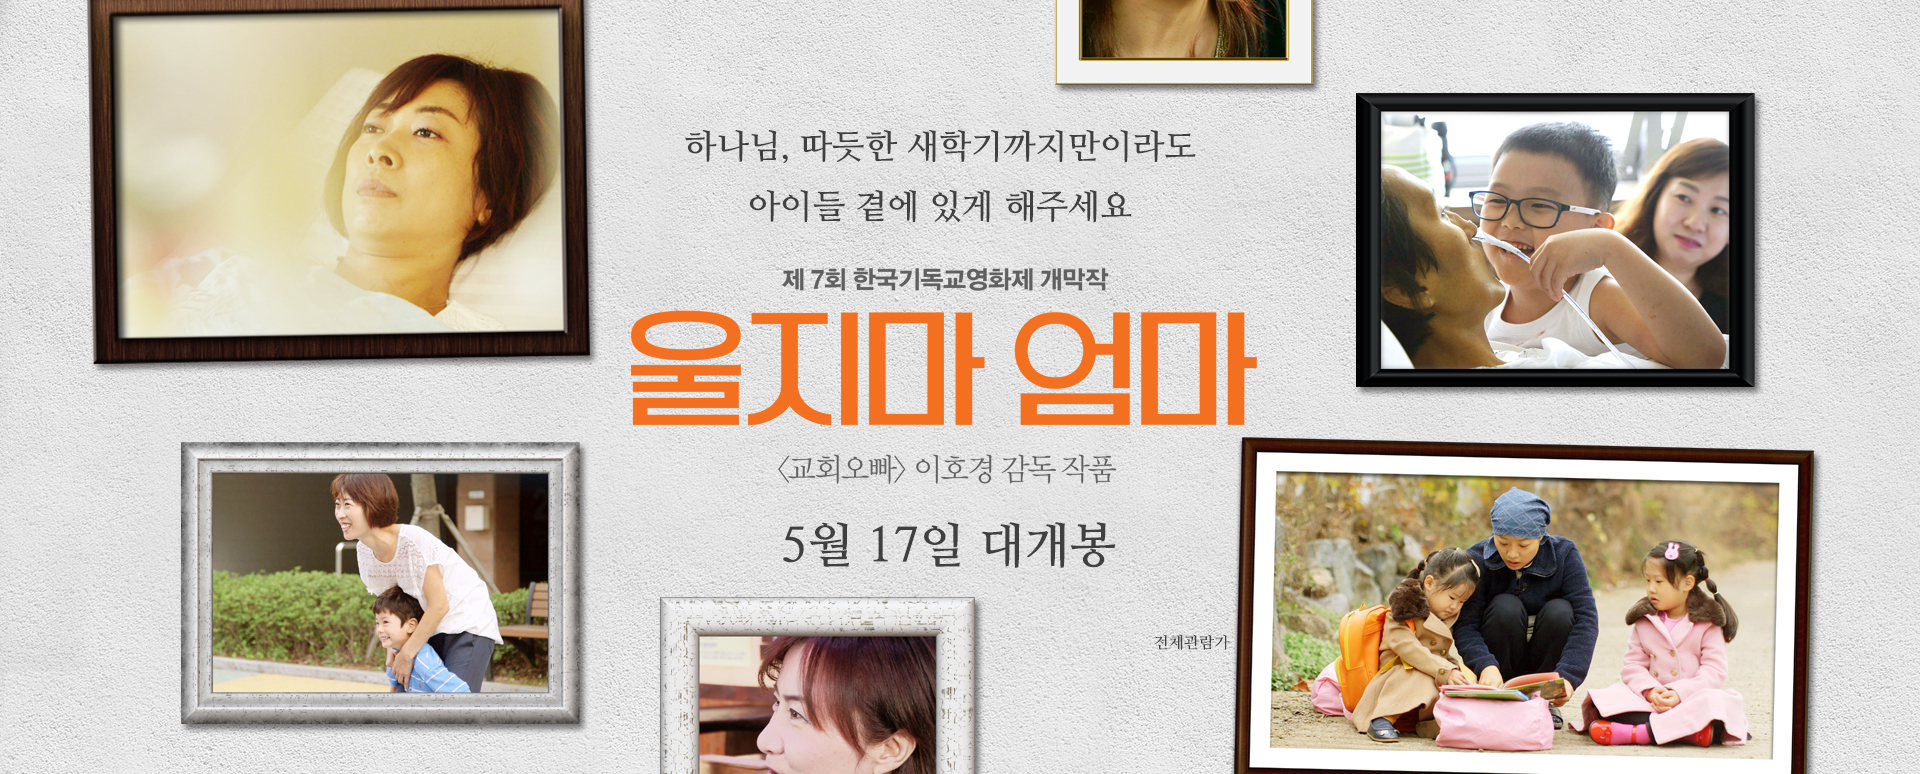 하나님, 따듯한 새학기까지만이라도
아이들 곁에 있게 해주세요
제 7회 한국기독교영화제 개막작
울지마 엄마
〈교회오빠〉 이호경 감독 작품
5월 17일 대개봉
전체관람가